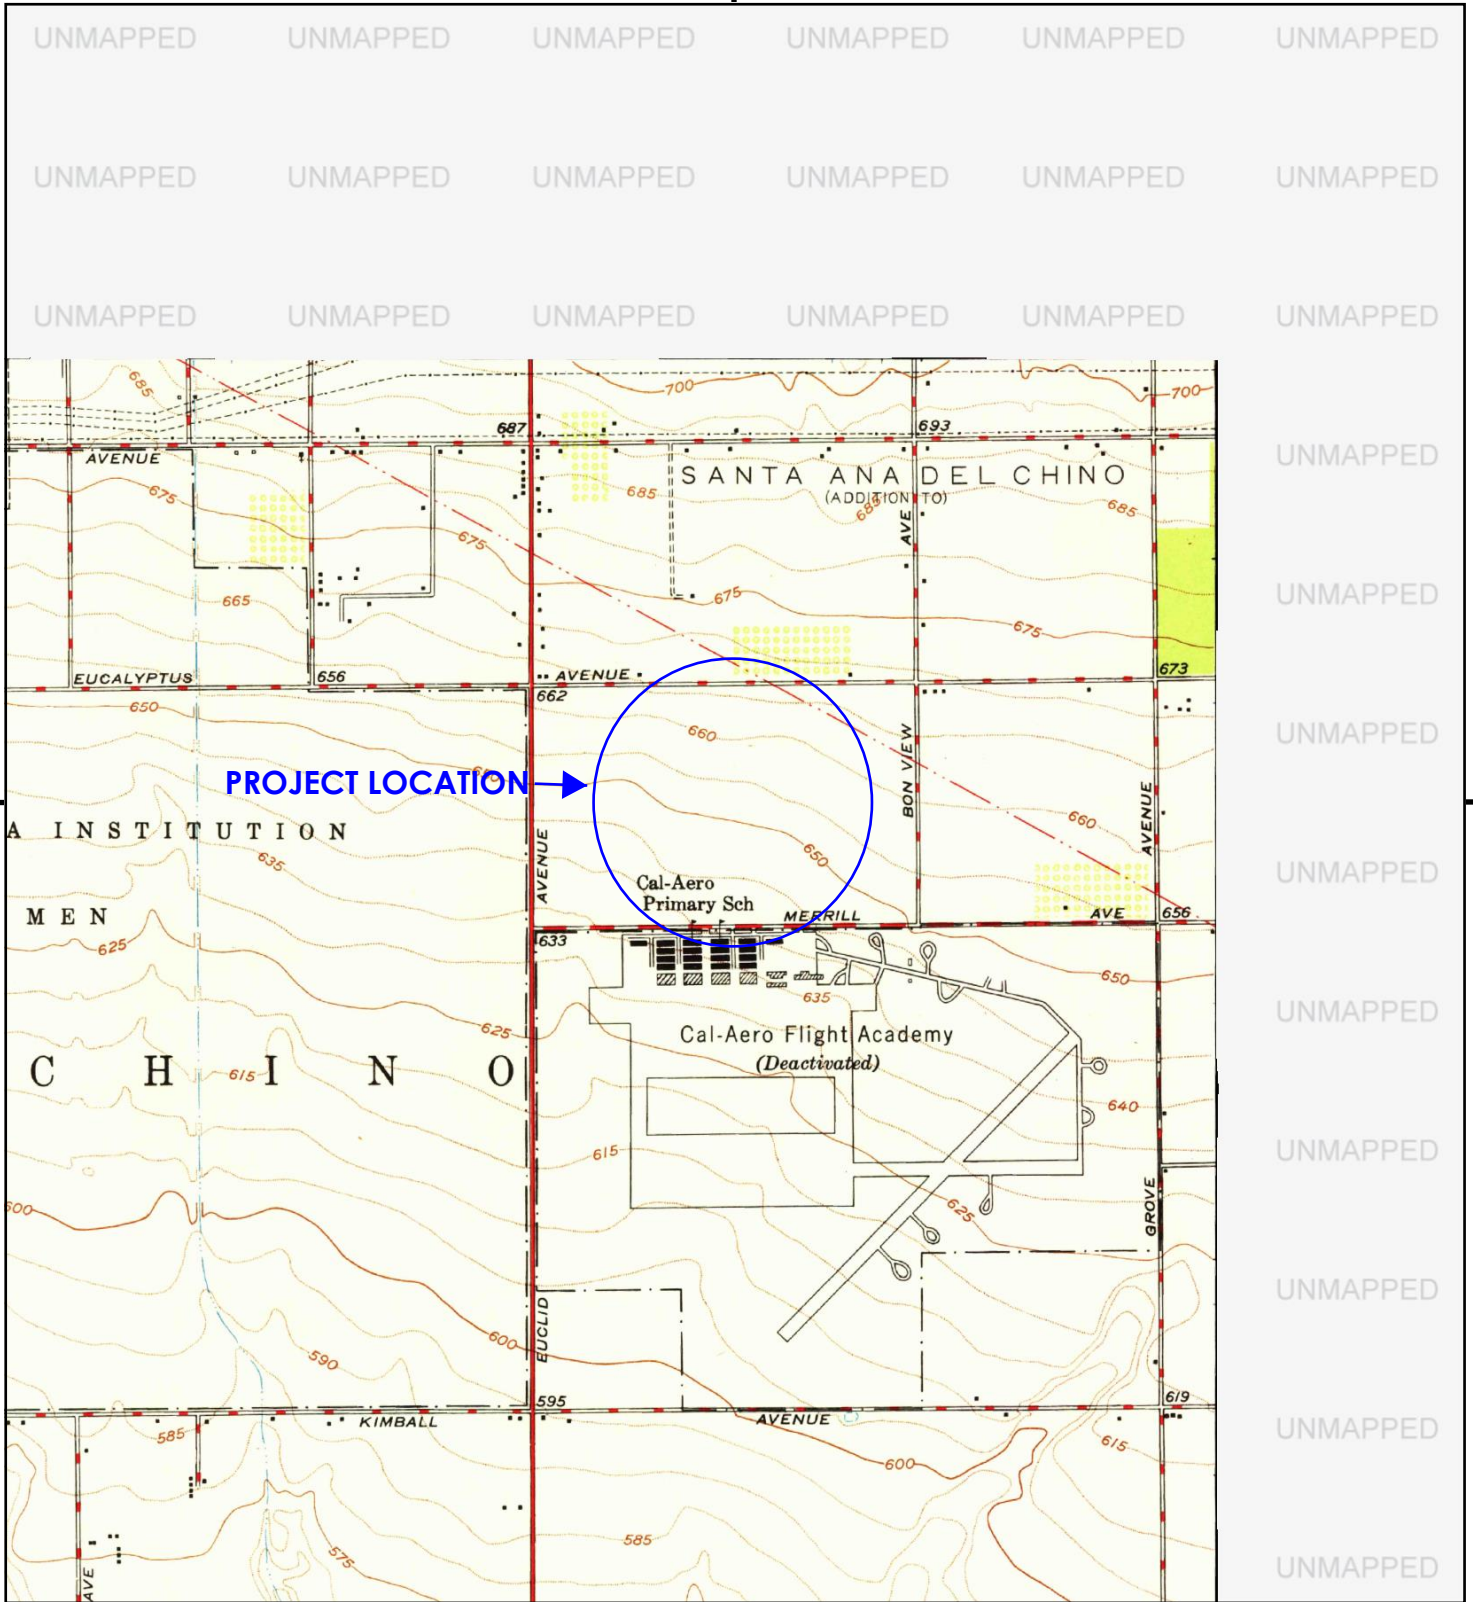 UNMAPPED UNMAPPED UNMAPPED UNMAPPED UNMAPPED UNMAPPED
UNMAPPED UNMAPPED UNMAPPED UNMAPPED UNMAPPED UNMAPPED
UNMAPPED UNMAPPED UNMAPPED UNMAPPED UNMAPPED UNMAPPED
685
700
700
687
693
AVENUE
UNMAPPED
SANTA ANA DEL CHINO
(ADDITION TO)
675
685
685
685
AVE
675
665
675
675
UNMAPPED
EUCALYPTUS
656
AVENUE
673
662
650
660
BON VIEW
UNMAPPED
650
PROJECT LOCATION
AVENUE
660
A INSTITUTION
635
AVENUE
650
UNMAPPED
Cal-Aero
Primary Sch
MEN
MERRILL
AVE
656
625
633
650
635
UNMAPPED
625
Cal-Aero Flight Academy
(Deactivated)
CHINO
615
640
615
UNMAPPED
600
625
GROVE
EUCLID
600
590
UNMAPPED
595
619
KIMBALL
AVENUE
585
615
UNMAPPED
600
585
575
AVE
UNMAPPED